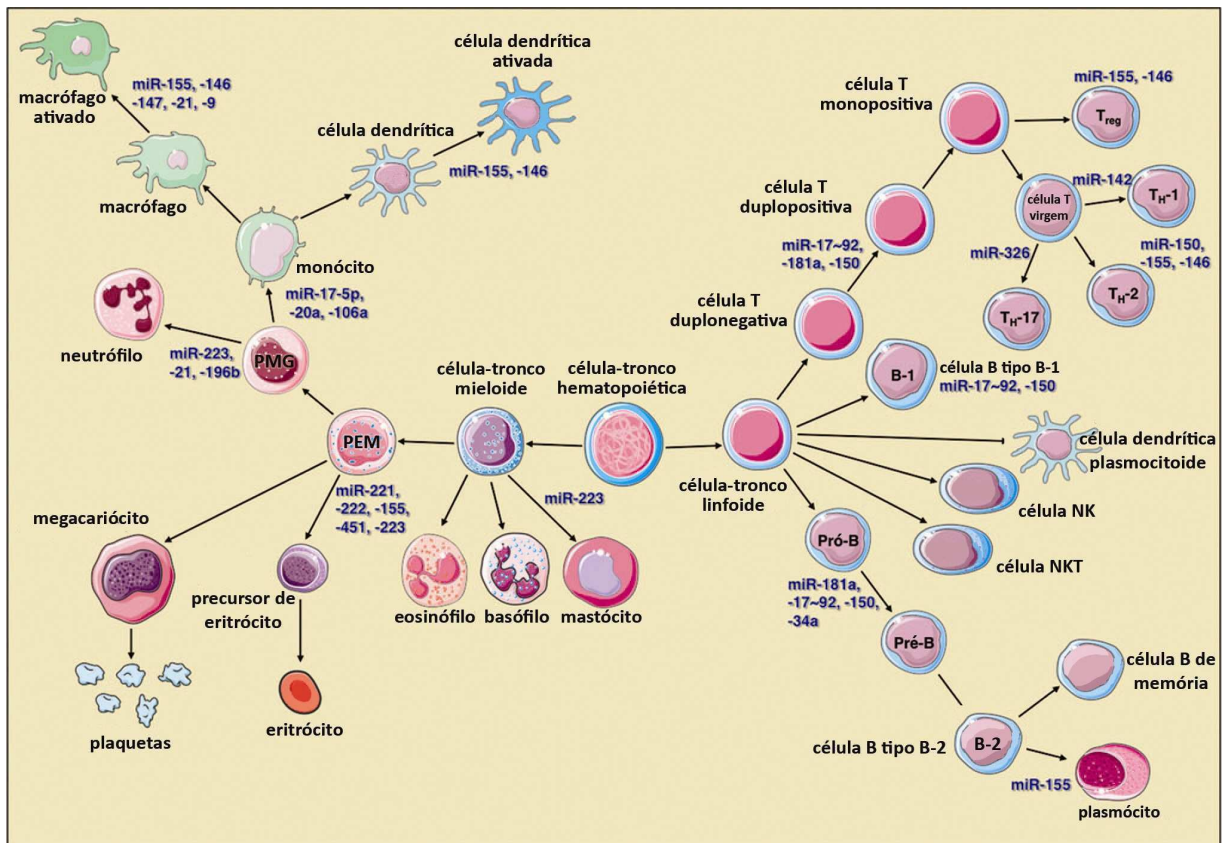 macrófago
ativado
miR-155, -146
-147, -21, -9
macrófago
célula dendrítica
célula dendrítica
ativada
miR-155, -146
monócito
miR-17-5p,
-20a, -106a
neutrófilo
miR-223,
-21, -196b
PMG
PEM
miR-221,
-222, -155,
-451, -223
célula-tronco
mieloide
célula-tronco
hematopoiética
miR-223
megacariócito
plaquetas
precursor de
eritrócito
eritrócito
eosinófilo
basófilo
mastócito
célula-tronco
linfoide
célula T
duplonegativa
miR-17~92,
-181a, -150
célula T
duplopositiva
célula T
monopositiva
miR-155, -146
Treg
célula T
virgem
miR-142
TH-1
miR-326
miR-150,
-155, -146
TH-2
TH-17
B-1
célula B tipo B-1
miR-17~92, -150
célula dendrítica
plasmocitoide
célula NK
célula NKT
Pró-B
miR-181a,
-17~92, -150,
-34a
Pré-B
célula B tipo B-2
B-2
célula B de
memória
miR-155
plasmócito